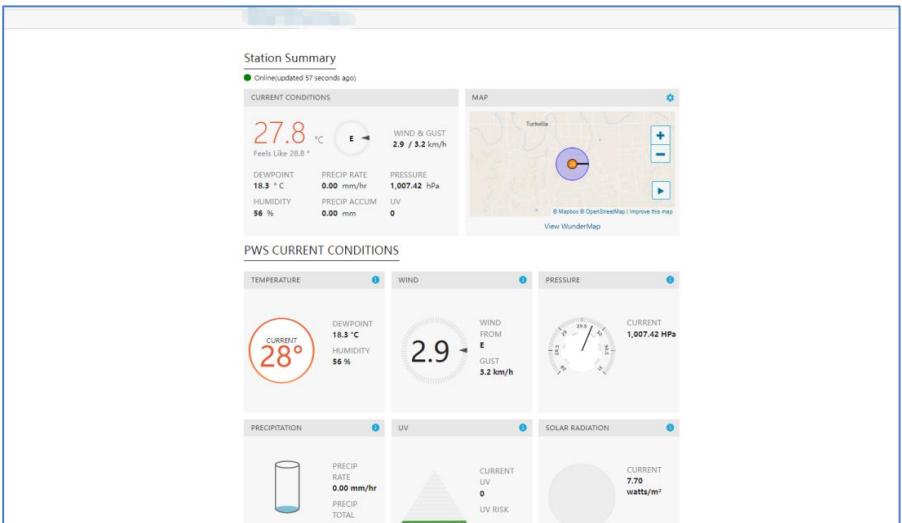 Station Summary
Online(updated 57 seconds ago)
CURRENT CONDITIONS
27.8 °C
Feels Like 28.8 °
E
WIND & GUST
2.9 / 3.2 km/h
DEWPOINT
18.3 ° C
PRECIP RATE
0.00 mm/hr
PRESSURE
1,007.42 hPa
HUMIDITY
56 %
PRECIP ACCUM
0.00 mm
UV
0
MAP
+
−
© Mapbox © OpenStreetMap | Improve this map
View WunderMap
PWS CURRENT CONDITIONS
TEMPERATURE
CURRENT
28°
DEWPOINT
18.3 °C
HUMIDITY
56 %
WIND
2.9
WIND
FROM
E
GUST
3.2 km/h
PRESSURE
29.5
CURRENT
1,007.42 HPa
PRECIPITATION
PRECIP
RATE
0.00 mm/hr
PRECIP
TOTAL
UV
CURRENT
UV
0
UV RISK
SOLAR RADIATION
CURRENT
7.70
watts/m²